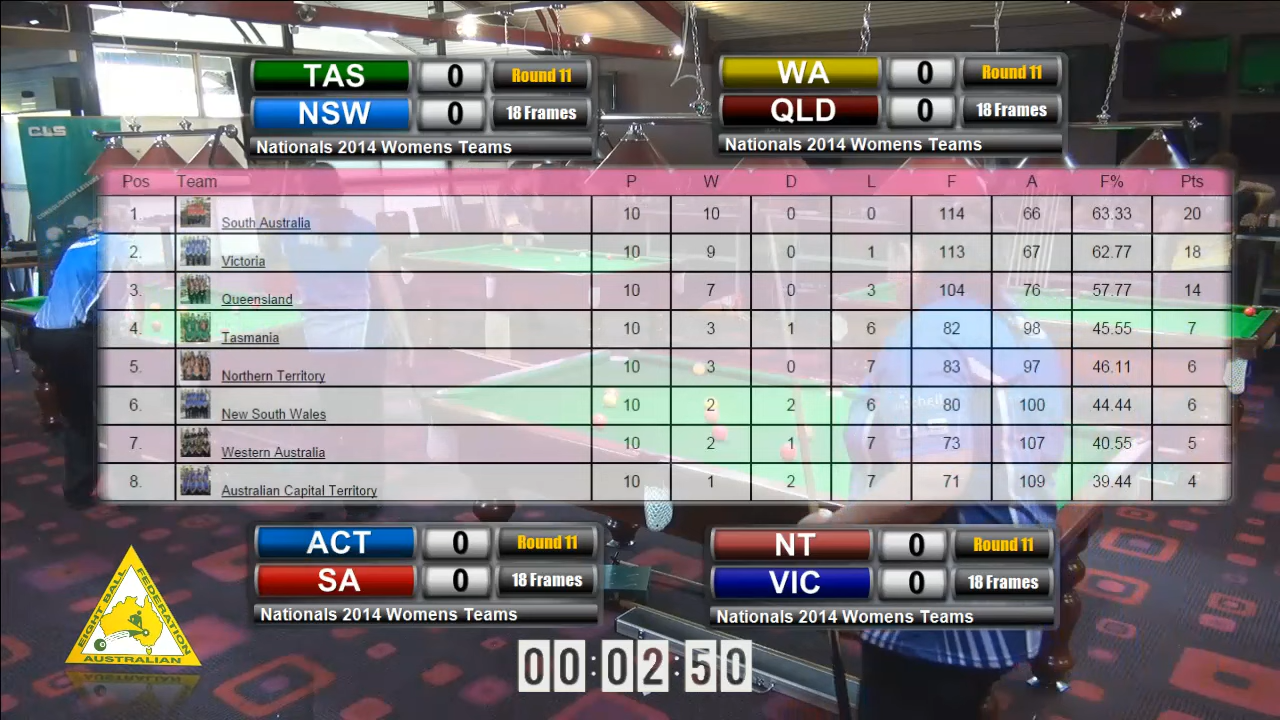 TAS 0 Round 11
NSW 0 18 Frames
Nationals 2014 Womens Teams
WA 0 Round 11
QLD 0 18 Frames
Nationals 2014 Womens Teams
CLS
Pos Team P W D L F A F% Pts
1 South Australia 10 10 0 0 114 66 63.33 20
2. Victoria 10 9 0 1 113 67 62.77 18
3. Queensland 10 7 0 3 104 76 57.77 14
4. Tasmania 10 3 1 6 82 98 45.55 7
5. Northern Territory 10 3 0 7 83 97 46.11 6
6. New South Wales 10 2 2 6 80 100 44.44 6
7. Western Australia 10 2 1 7 73 107 40.55 5
8. Australian Capital Territory 10 1 2 7 71 109 39.44 4
ACT 0 Round 11
SA 0 18 Frames
Nationals 2014 Womens Teams
NT 0 Round 11
VIC 0 18 Frames
Nationals 2014 Womens Teams
EIGHT BALL FEDERATION
AUSTRALIAN
00:02:50